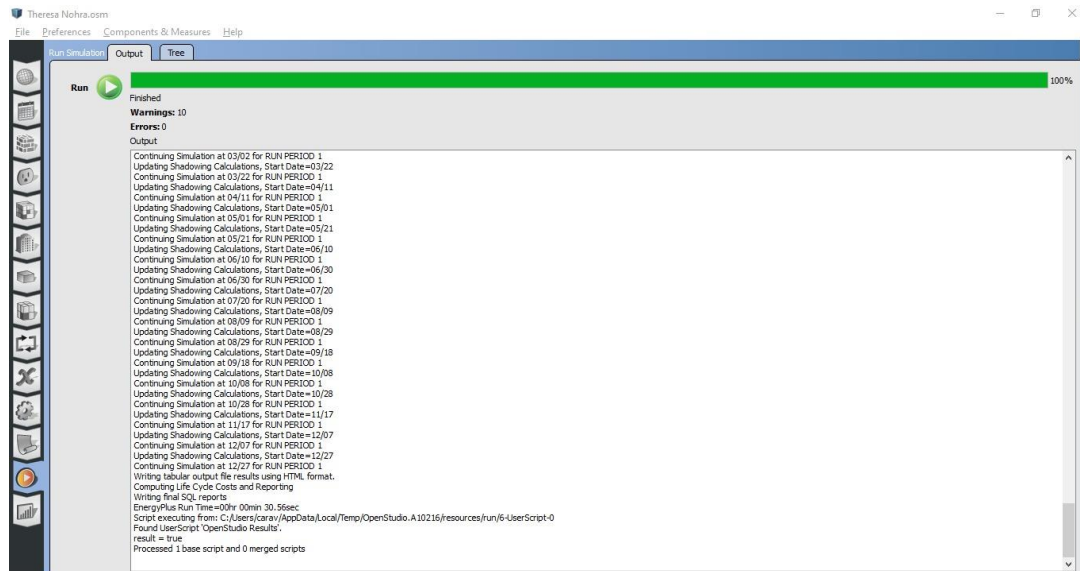 Theresa Nohra.osm
File Preferences Components & Measures Help
Run Simulation Output Tree
Run 100%
Finished
Warnings: 10
Errors: 0
Output
Continuing Simulation at 03/02 for RUN PERIOD 1
Updating Shadowing Calculations, Start Date=03/22
Continuing Simulation at 03/22 for RUN PERIOD 1
Updating Shadowing Calculations, Start Date=04/11
Continuing Simulation at 04/11 for RUN PERIOD 1
Updating Shadowing Calculations, Start Date=05/01
Continuing Simulation at 05/01 for RUN PERIOD 1
Updating Shadowing Calculations, Start Date=05/21
Continuing Simulation at 05/21 for RUN PERIOD 1
Updating Shadowing Calculations, Start Date=06/10
Continuing Simulation at 06/10 for RUN PERIOD 1
Updating Shadowing Calculations, Start Date=06/30
Continuing Simulation at 06/30 for RUN PERIOD 1
Updating Shadowing Calculations, Start Date=07/20
Continuing Simulation at 07/20 for RUN PERIOD 1
Updating Shadowing Calculations, Start Date=08/09
Continuing Simulation at 08/09 for RUN PERIOD 1
Updating Shadowing Calculations, Start Date=08/29
Continuing Simulation at 08/29 for RUN PERIOD 1
Updating Shadowing Calculations, Start Date=09/18
Continuing Simulation at 09/18 for RUN PERIOD 1
Updating Shadowing Calculations, Start Date=10/08
Continuing Simulation at 10/08 for RUN PERIOD 1
Updating Shadowing Calculations, Start Date=10/28
Continuing Simulation at 10/28 for RUN PERIOD 1
Updating Shadowing Calculations, Start Date=11/17
Continuing Simulation at 11/17 for RUN PERIOD 1
Updating Shadowing Calculations, Start Date=12/07
Continuing Simulation at 12/07 for RUN PERIOD 1
Updating Shadowing Calculations, Start Date=12/27
Continuing Simulation at 12/27 for RUN PERIOD 1
Writing tabular output file results using HTML format.
Computing Life Cycle Costs and Reporting
Writing final SQL reports
EnergyPlus Run Time=00hr 00min 30.56sec
Script executing from: C:/Users/carav/AppData/Local/Temp/OpenStudio.A10216/resources/run/6-UserScript-0
Found UserScript 'OpenStudio Results'.
result = true
Processed 1 base script and 0 merged scripts